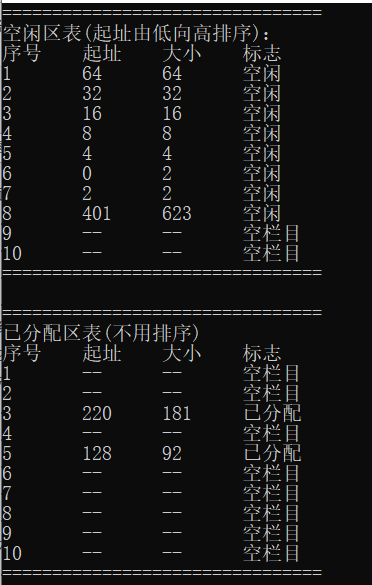 ================================
空闲区表(起址由低向高排序):
序号 起址 大小 标志
1 64 64 空闲
2 32 32 空闲
3 16 16 空闲
4 8 8 空闲
5 4 4 空闲
6 0 2 空闲
7 2 2 空闲
8 401 623 空闲
9 -- -- 空栏目
10 -- -- 空栏目
================================
================================
已分配区表(不用排序)
序号 起址 大小 标志
1 -- -- 空栏目
2 -- -- 空栏目
3 220 181 已分配
4 -- -- 空栏目
5 128 92 已分配
6 -- -- 空栏目
7 -- -- 空栏目
8 -- -- 空栏目
9 -- -- 空栏目
10 -- -- 空栏目
================================